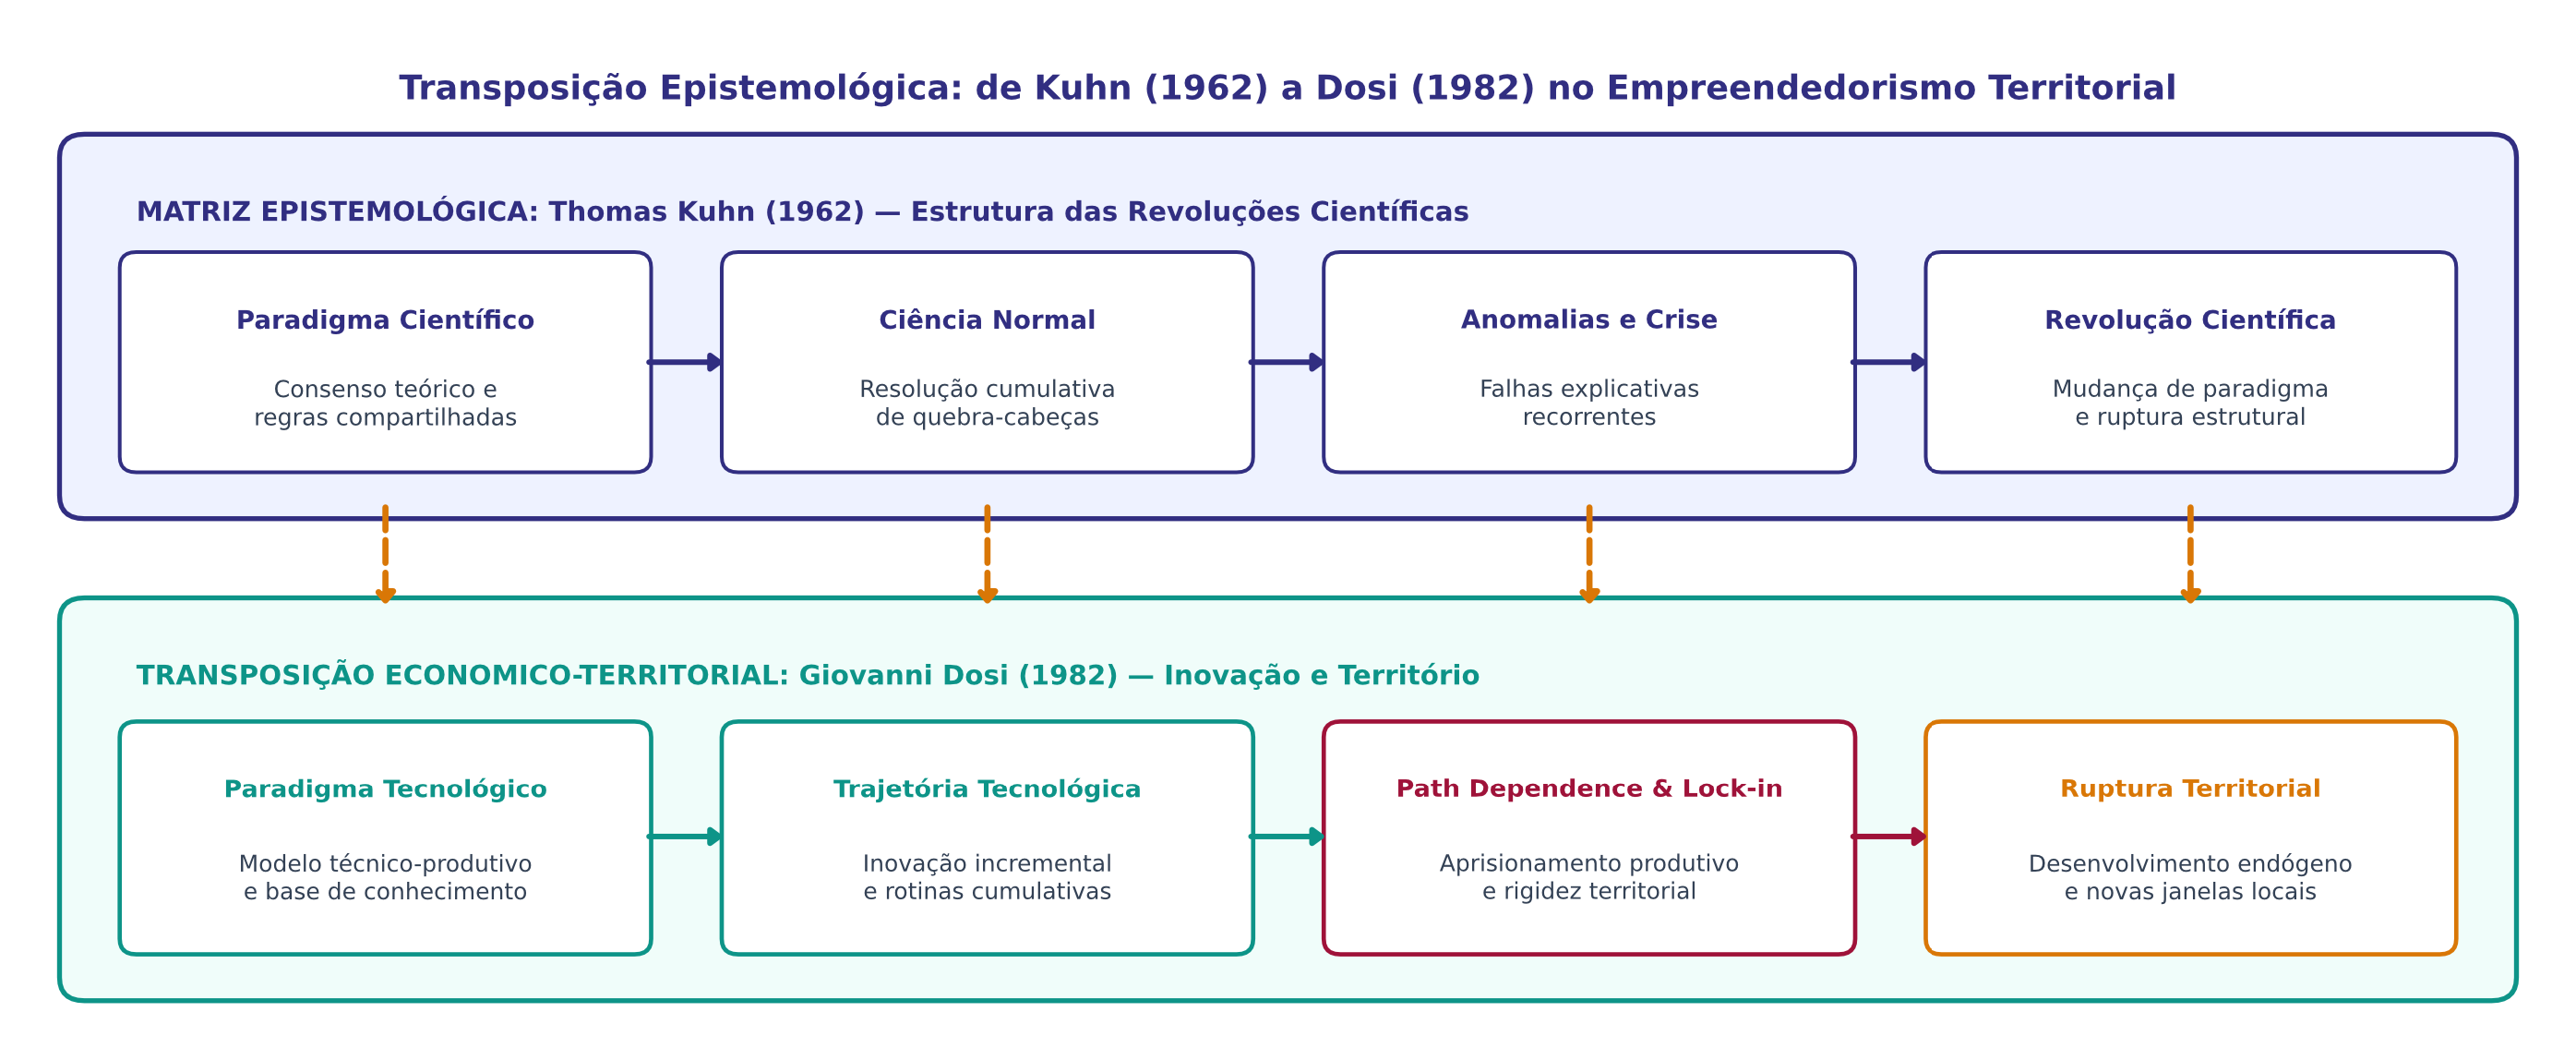 Transposição Epistemológica: de Kuhn (1962) a Dosi (1982) no Empreendedorismo Territorial
MATRIZ EPISTEMOLÓGICA: Thomas Kuhn (1962) — Estrutura das Revoluções Científicas
Paradigma Científico
Consenso teórico e
regras compartilhadas
Ciência Normal
Resolução cumulativa
de quebra-cabeças
Anomalias e Crise
Falhas explicativas
recorrentes
Revolução Científica
Mudança de paradigma
e ruptura estrutural
TRANSPOSIÇÃO ECONOMICO-TERRITORIAL: Giovanni Dosi (1982) — Inovação e Território
Paradigma Tecnológico
Modelo técnico-produtivo
e base de conhecimento
Trajetória Tecnológica
Inovação incremental
e rotinas cumulativas
Path Dependence & Lock-in
Aprisionamento produtivo
e rigidez territorial
Ruptura Territorial
Desenvolvimento endógeno
e novas janelas locais